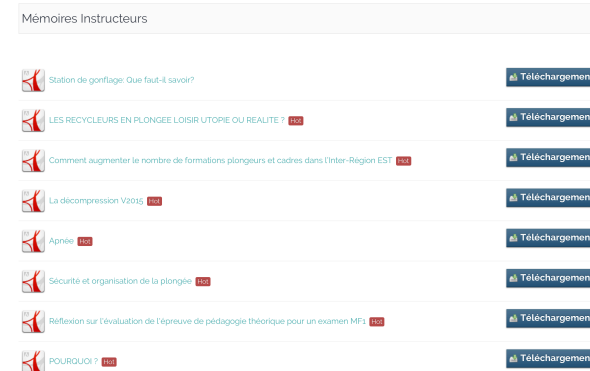 Mémoires Instructeurs
Station de gonflage: Que faut-il savoir?
Téléchargemen
LES RECYCLEURS EN PLONGEE LOISIR UTOPIE OU REALITE ? Hot
Téléchargemen
Comment augmenter le nombre de formations plongeurs et cadres dans l'Inter-Région EST Hot
Téléchargemen
La décompression V2015 Hot
Téléchargemen
Apnée Hot
Téléchargemen
Sécurité et organisation de la plongée Hot
Téléchargemen
Réflexion sur l'évaluation de l'épreuve de pédagogie théorique pour un examen MF1 Hot
Téléchargemen
POURQUOI ? Hot
Téléchargemen